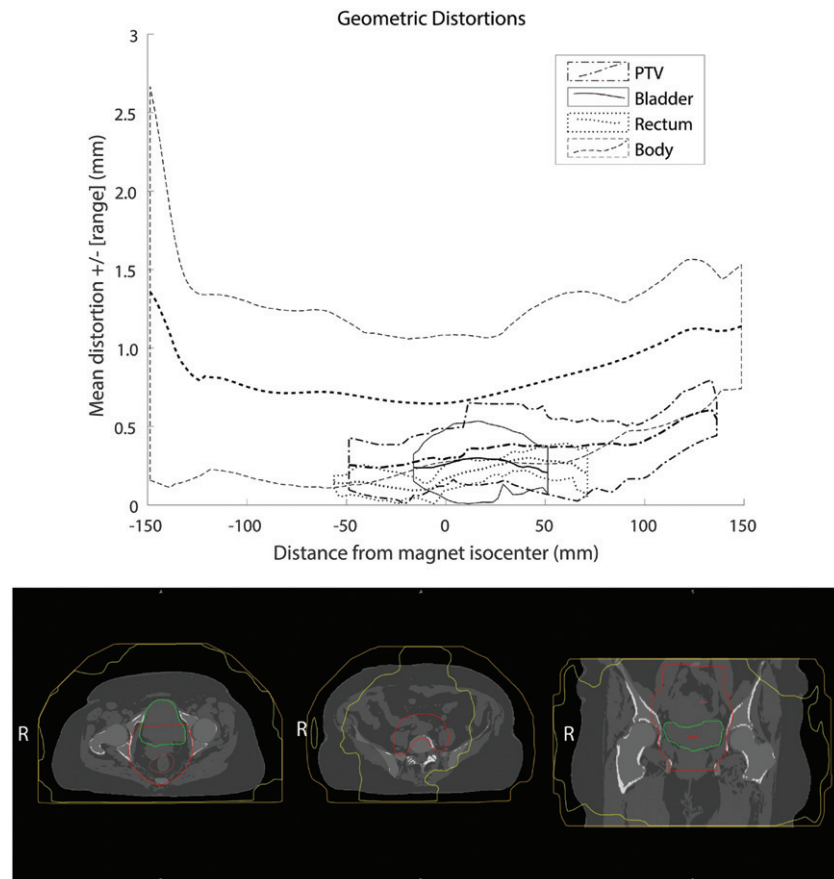 Geometric Distortions
3
2.5
2.0
1.5
1.0
0.5
0
Mean distortion +/- [range] (mm)
PTV
Bladder
Rectum
Body
-150
-100
-50
0
50
100
150
Distance from magnet isocenter (mm)
R
R
R